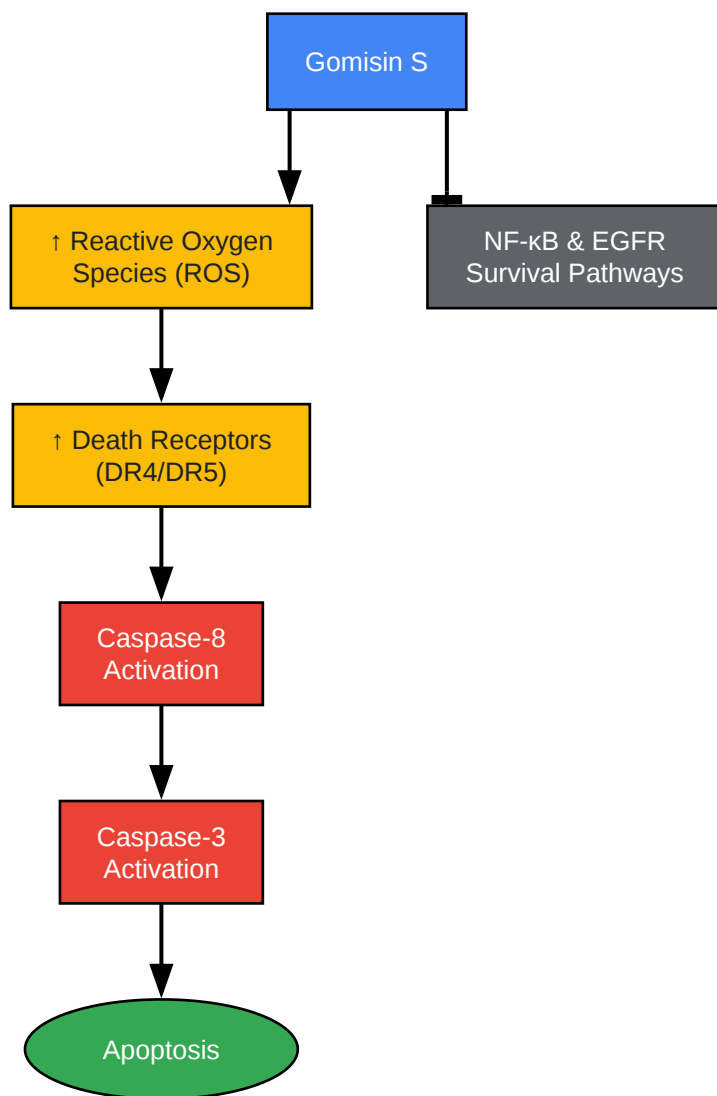 Gomisin S
↑ Reactive Oxygen
Species (ROS)
NF-κB & EGFR
Survival Pathways
↑ Death Receptors
(DR4/DR5)
Caspase-8
Activation
Caspase-3
Activation
Apoptosis